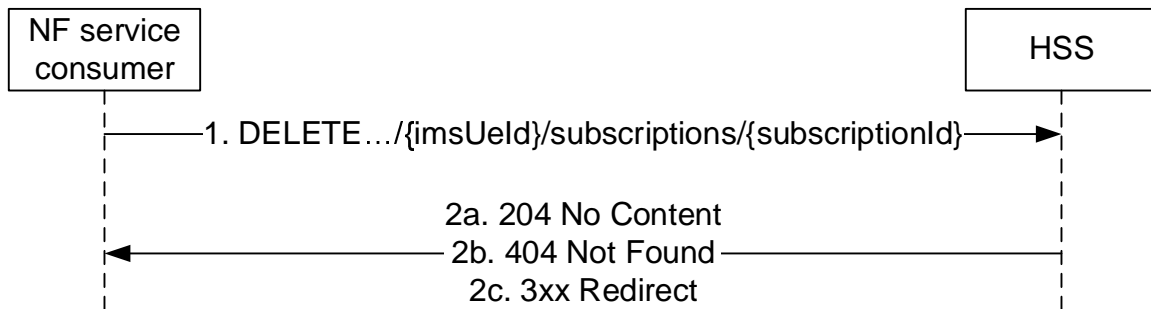 NF service
consumer
HSS
1. DELETE…/{imsUeId}/subscriptions/{subscriptionId}
2a. 204 No Content
2b. 404 Not Found
2c. 3xx Redirect